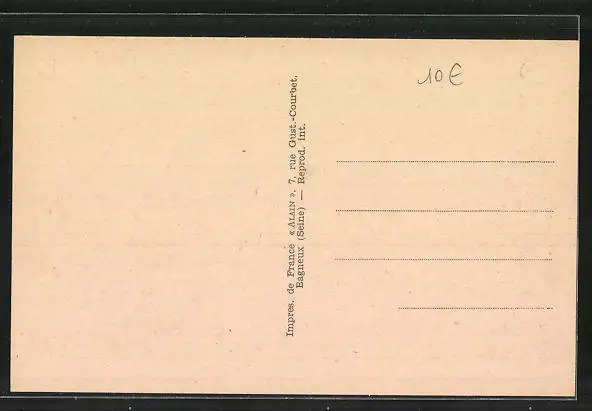 10€
Impres. de France « ALAIN ». 7, rue Gust.-Courbet.
Bagneux (Seine) — Reprod. int.